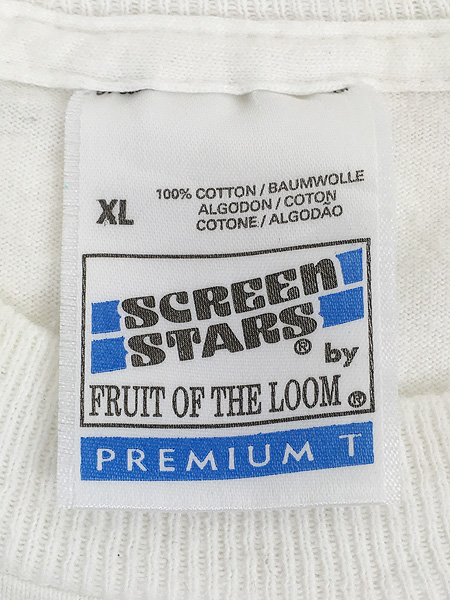 XL
100% COTTON / BAUMWOLLE
ALGODON / COTON
COTONE / ALGODÃO
SCREEN
STARS ® by
FRUIT OF THE LOOM ®
PREMIUM T